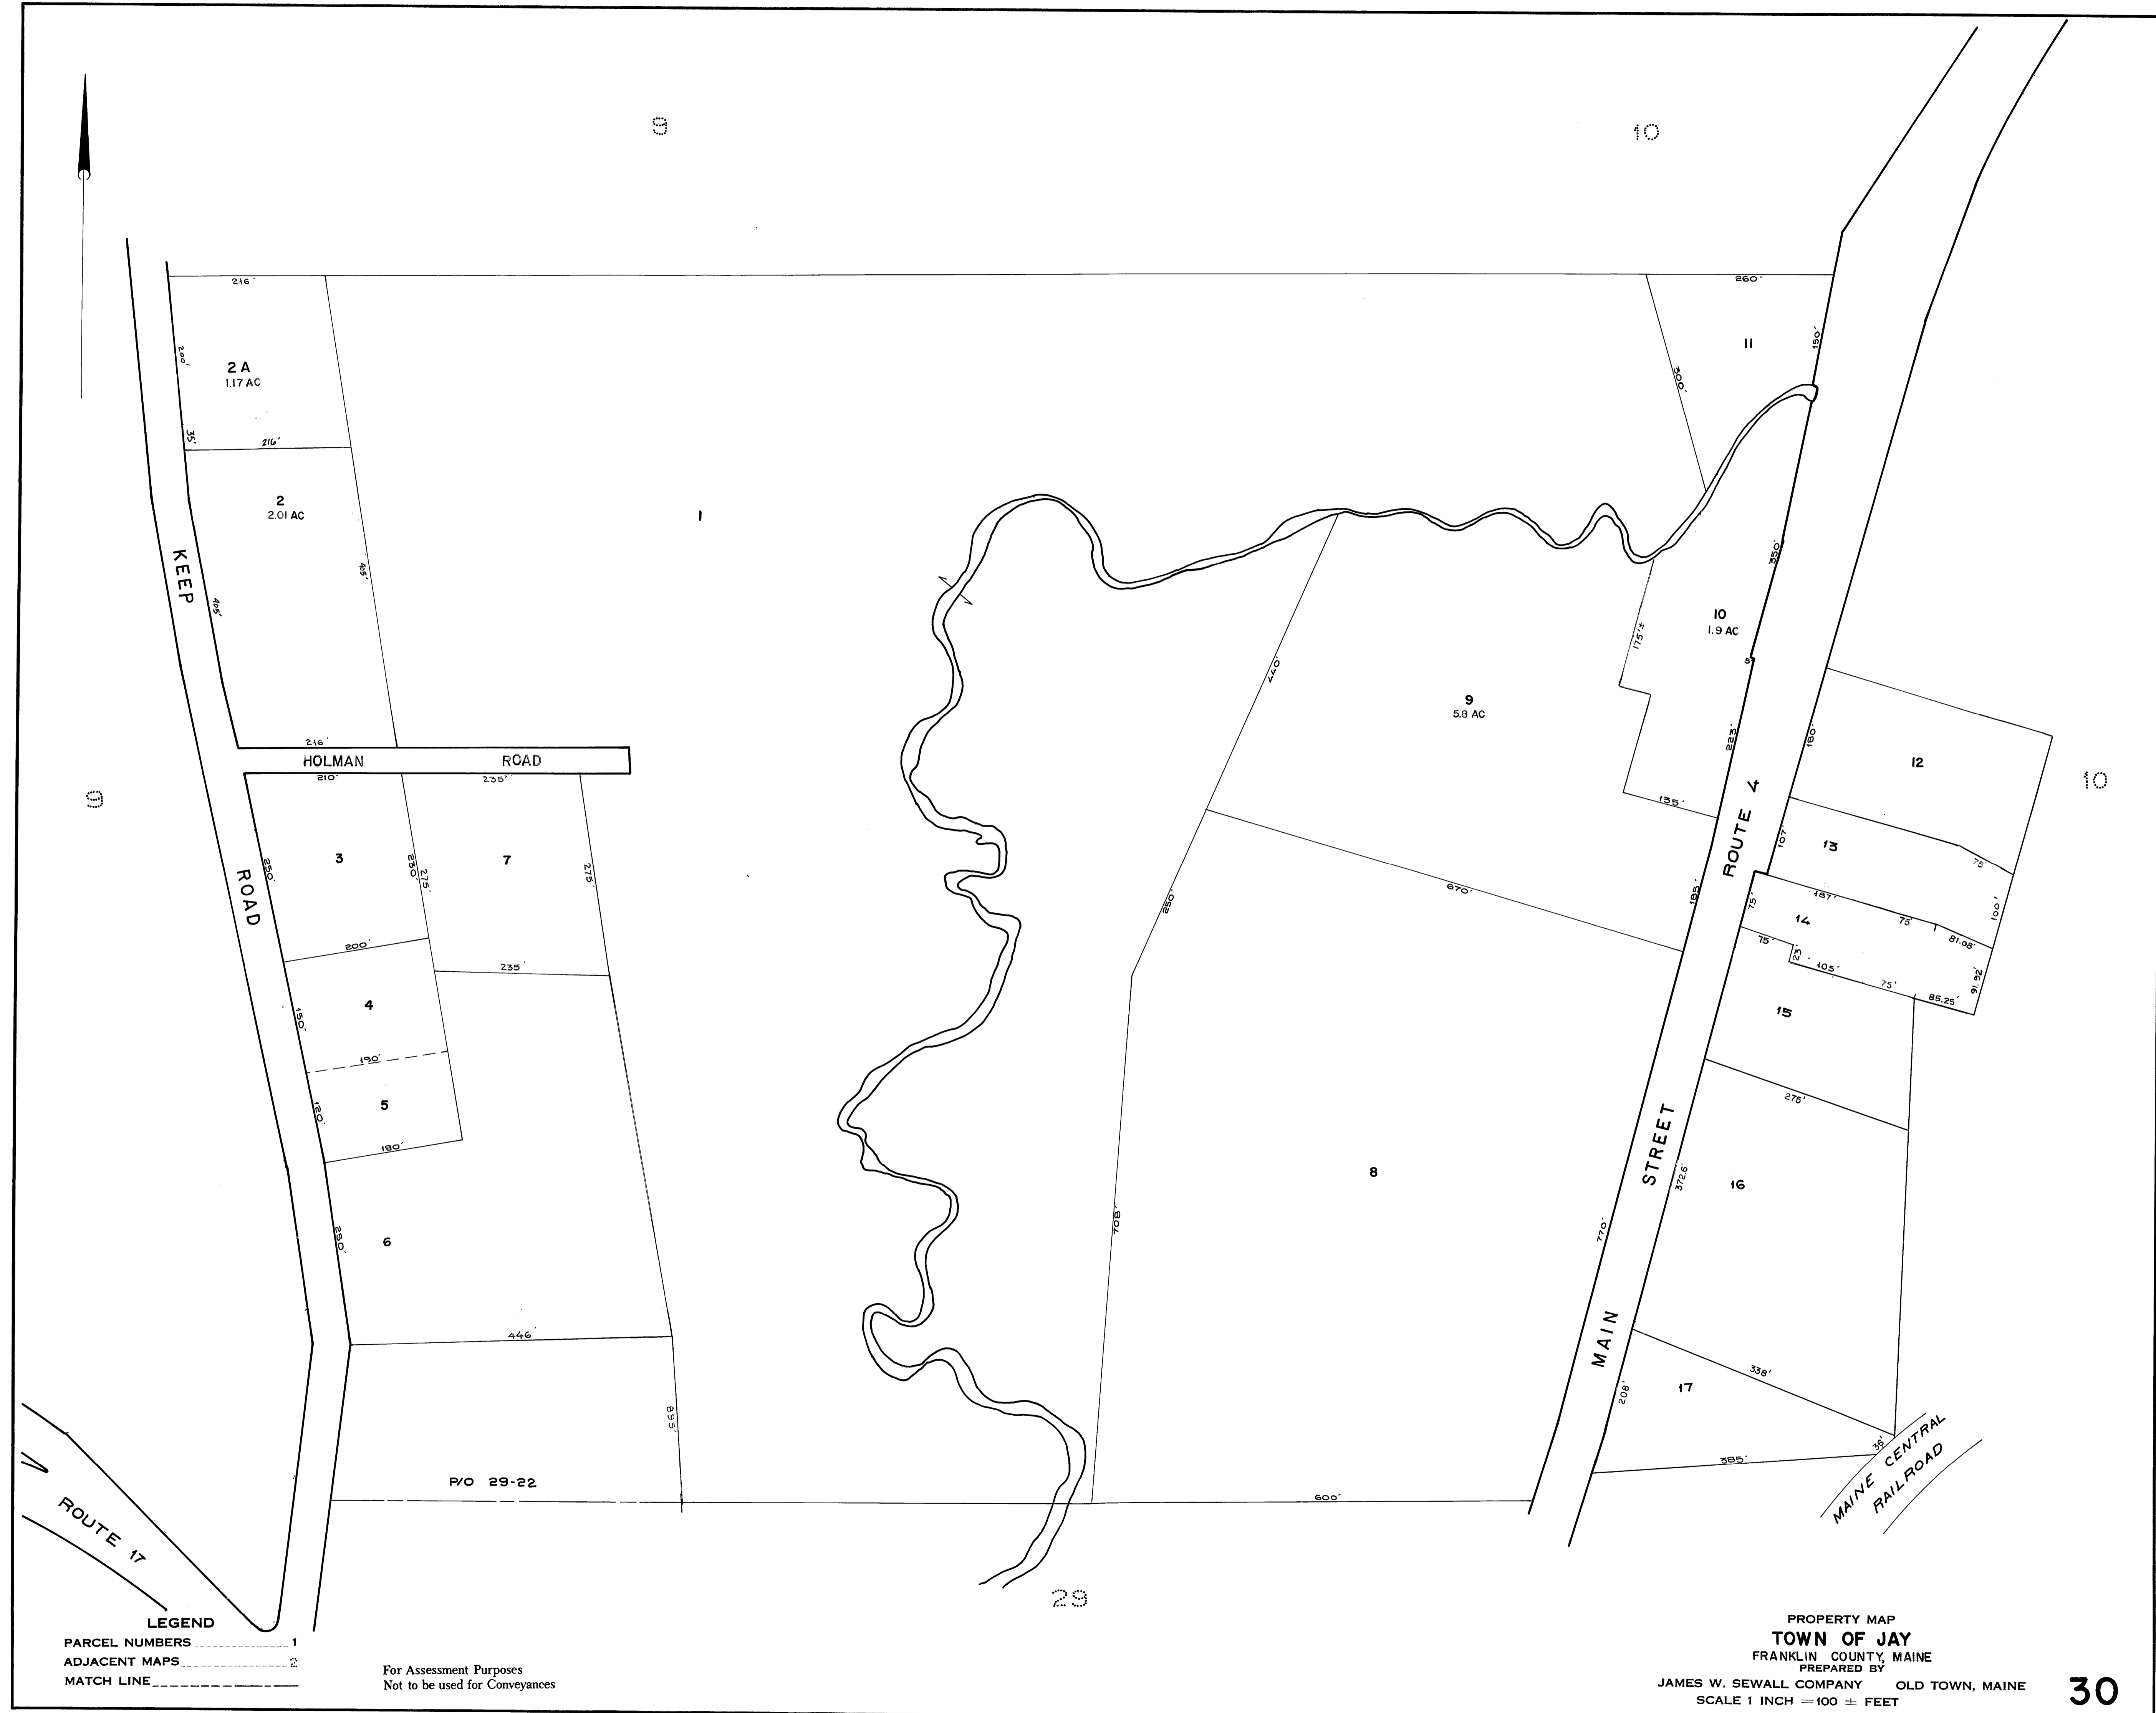 9
10
216'
260'
200'
2 A
1.17 AC
11
150'
300'
35'
216'
2
2.01 AC
1
405'
405'
KEEP
350'
10
1.9 AC
175'±
5'
440'
9
5.8 AC
223'
180'
12
216'
HOLMAN ROAD
210'
235'
9
10
135'
ROUTE 4
107'
13
75'
250'
3
230'
275'
7
275'
ROAD
250'
670'
185'
75'
187'
14
75'
100'
81.08'
200'
235'
75'
23'
105'
75'
85.25'
91.92'
4
150'
190'
15
5
120'
180'
275'
STREET
372.6'
16
8
708'
770'
250'
6
446'
MAIN
338'
17
208'
895'
36'
385'
MAINE CENTRAL
RAILROAD
P/O 29-22
600'
ROUTE 17
29
LEGEND
PARCEL NUMBERS 1
ADJACENT MAPS 2
MATCH LINE
For Assessment Purposes
Not to be used for Conveyances
PROPERTY MAP
TOWN OF JAY
FRANKLIN COUNTY, MAINE
PREPARED BY
JAMES W. SEWALL COMPANY OLD TOWN, MAINE
SCALE 1 INCH = 100 ± FEET
30